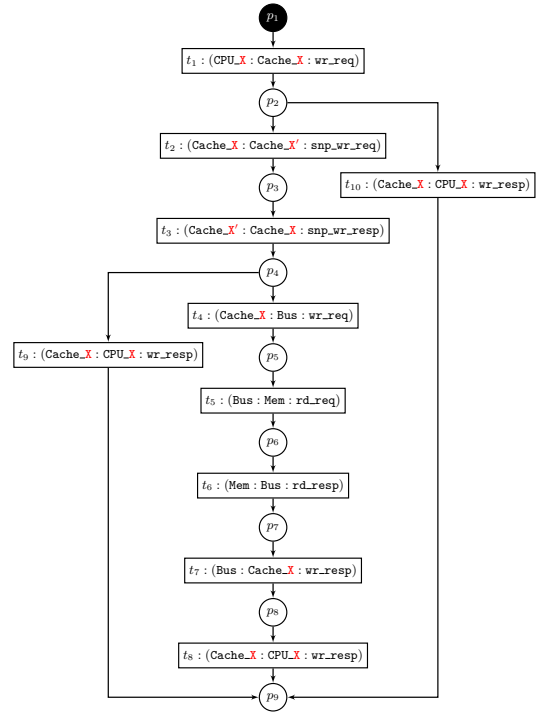 p₁
t₁ : (CPU_X : Cache_X : wr_req)
p₂
t₂ : (Cache_X : Cache_X′ : snp_wr_req)
p₃
t₁₀ : (Cache_X : CPU_X : wr_resp)
t₃ : (Cache_X′ : Cache_X : snp_wr_resp)
p₄
t₄ : (Cache_X : Bus : wr_req)
t₉ : (Cache_X : CPU_X : wr_resp)
p₅
t₅ : (Bus : Mem : rd_req)
p₆
t₆ : (Mem : Bus : rd_resp)
p₇
t₇ : (Bus : Cache_X : wr_resp)
p₈
t₈ : (Cache_X : CPU_X : wr_resp)
p₉